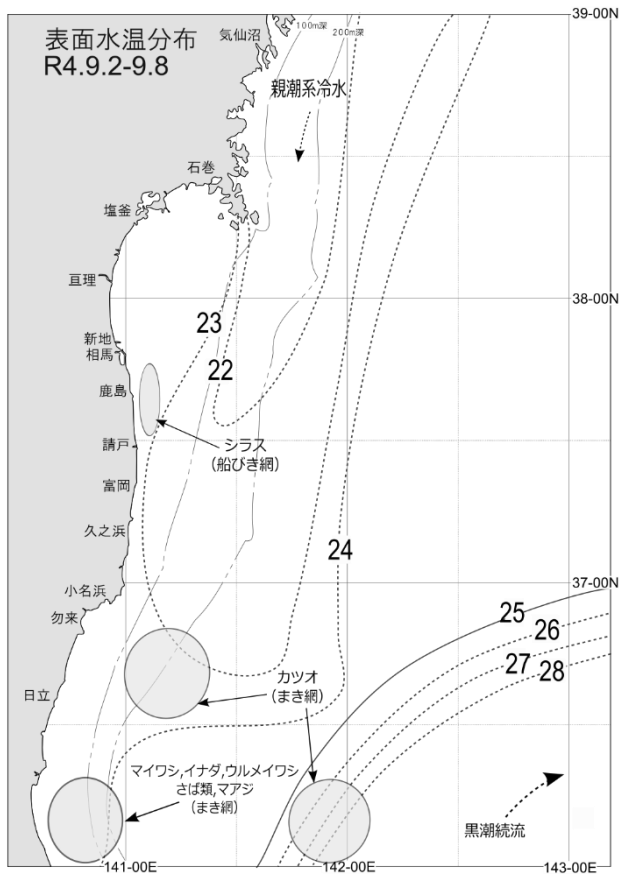 表面水温分布
R4.9.2-9.8
気仙沼
100m深
200m深
39-00N
親潮系冷水
石巻
塩釜
亘理
38-00N
新地
相馬
鹿島
請戸
富岡
久之浜
小名浜
勿来
日立
23
22
シラス
(船びき網)
24
37-00N
25
26
27
28
カツオ
(まき網)
マイワシ,イナダ,ウルメイワシ
さば類,マアジ
(まき網)
黒潮続流
141-00E
142-00E
143-00E